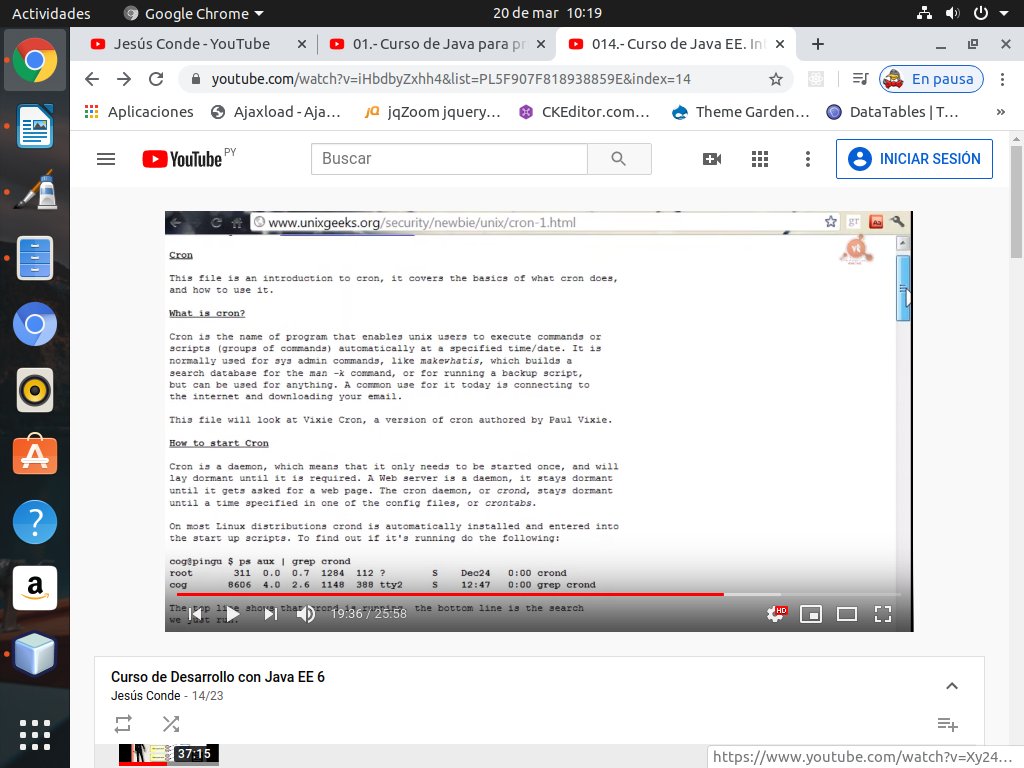 Actividades
Google Chrome
20 de mar 10:19
Jesús Conde - YouTube
01.- Curso de Java para pr
014.- Curso de Java EE. Int
youtube.com/watch?v=iHbdbyZxhh4&list=PL5F907F818938859E&index=14
En pausa
Aplicaciones
Ajaxload - Aja...
jqZoom jquery...
CKEditor.com...
Theme Garden...
DataTables | T...
»
YouTube PY
Buscar
INICIAR SESIÓN
www.unixgeeks.org/security/newbie/unix/cron-1.html
gr
Aa
vt
Cron
This file is an introduction to cron, it covers the basics of what cron does,
and how to use it.
What is cron?
Cron is the name of program that enables unix users to execute commands or
scripts (groups of commands) automatically at a specified time/date. It is
normally used for sys admin commands, like makewhatis, which builds a
search database for the man -k command, or for running a backup script,
but can be used for anything. A common use for it today is connecting to
the internet and downloading your email.
This file will look at Vixie Cron, a version of cron authored by Paul Vixie.
How to start Cron
Cron is a daemon, which means that it only needs to be started once, and will
lay dormant until it is required. A Web server is a daemon, it stays dormant
until it gets asked for a web page. The cron daemon, or crond, stays dormant
until a time specified in one of the config files, or crontabs.
On most Linux distributions crond is automatically installed and entered into
the start up scripts. To find out if it's running do the following:
cog@pingu $ ps aux | grep crond
root 311 0.0 0.7 1284 112 ? S Dec24 0:00 crond
cog 8606 4.0 2.6 1148 388 tty2 S 12:47 0:00 grep crond
The top line shows that crond is running, the bottom line is the search
we just run.
19:36 / 25:58
HD
Curso de Desarrollo con Java EE 6
Jesús Conde - 14/23
37:15
https://www.youtube.com/watch?v=Xy24...